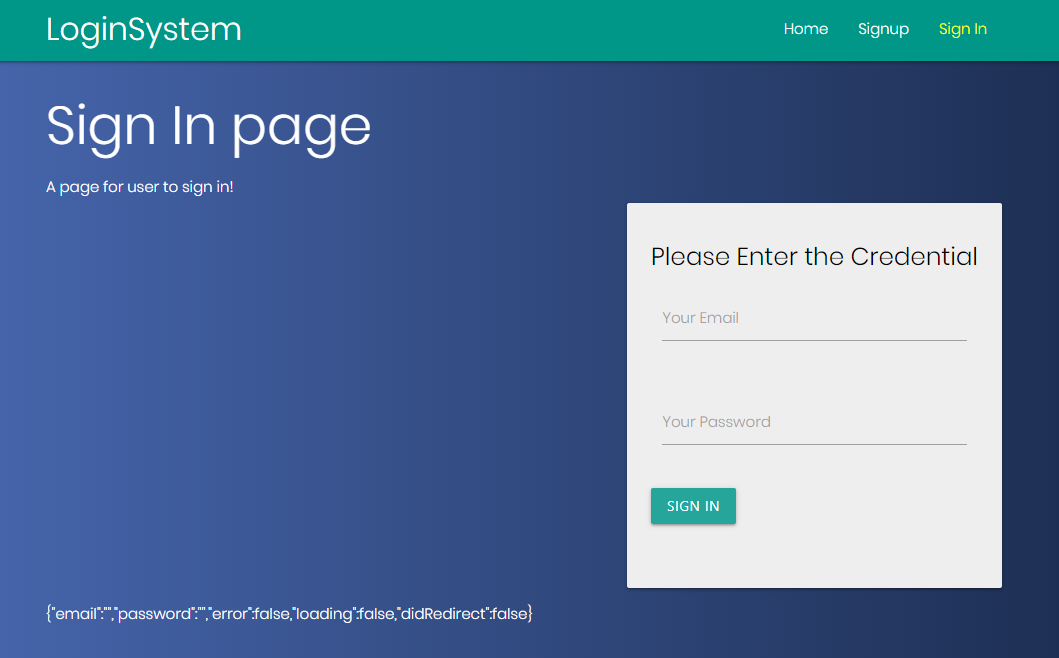 LoginSystem
Home Signup Sign In
Sign In page
A page for user to sign in!
Please Enter the Credential
Your Email
Your Password
SIGN IN
{"email":"","password":"","error":false,"loading":false,"didRedirect":false}